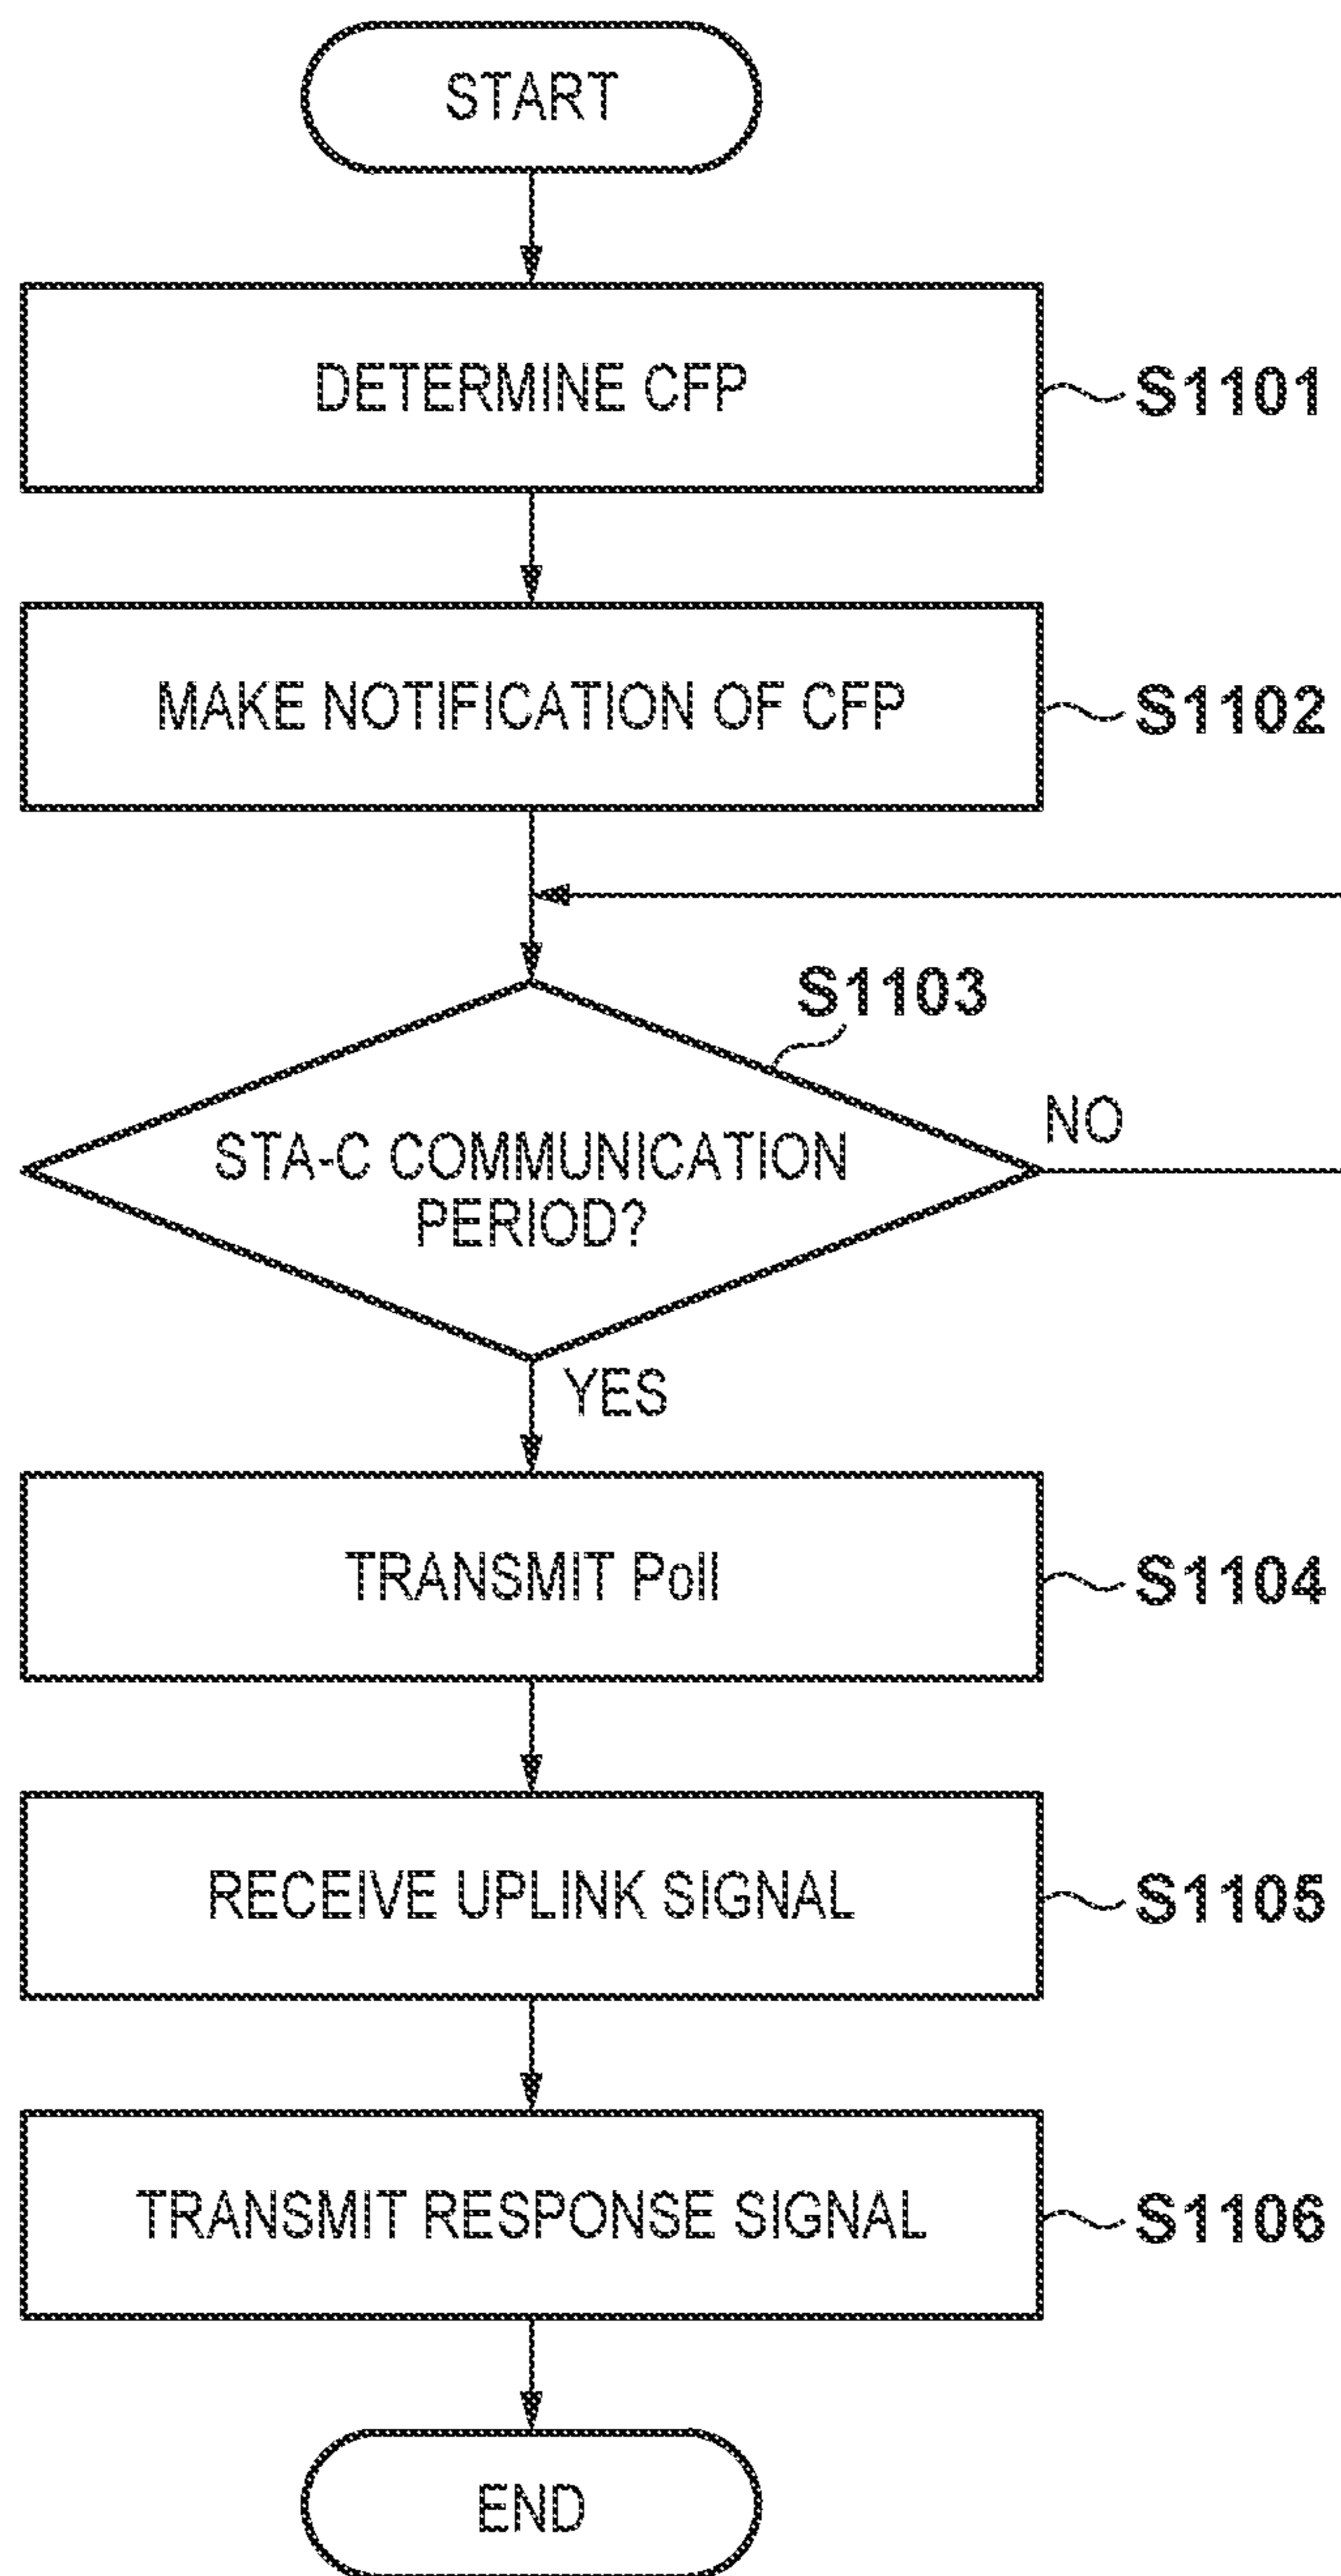 START
DETERMINE CFP
S1101
MAKE NOTIFICATION OF CFP
S1102
S1103
STA-C COMMUNICATION
PERIOD?
NO
YES
TRANSMIT Poll
S1104
RECEIVE UPLINK SIGNAL
S1105
TRANSMIT RESPONSE SIGNAL
S1106
END